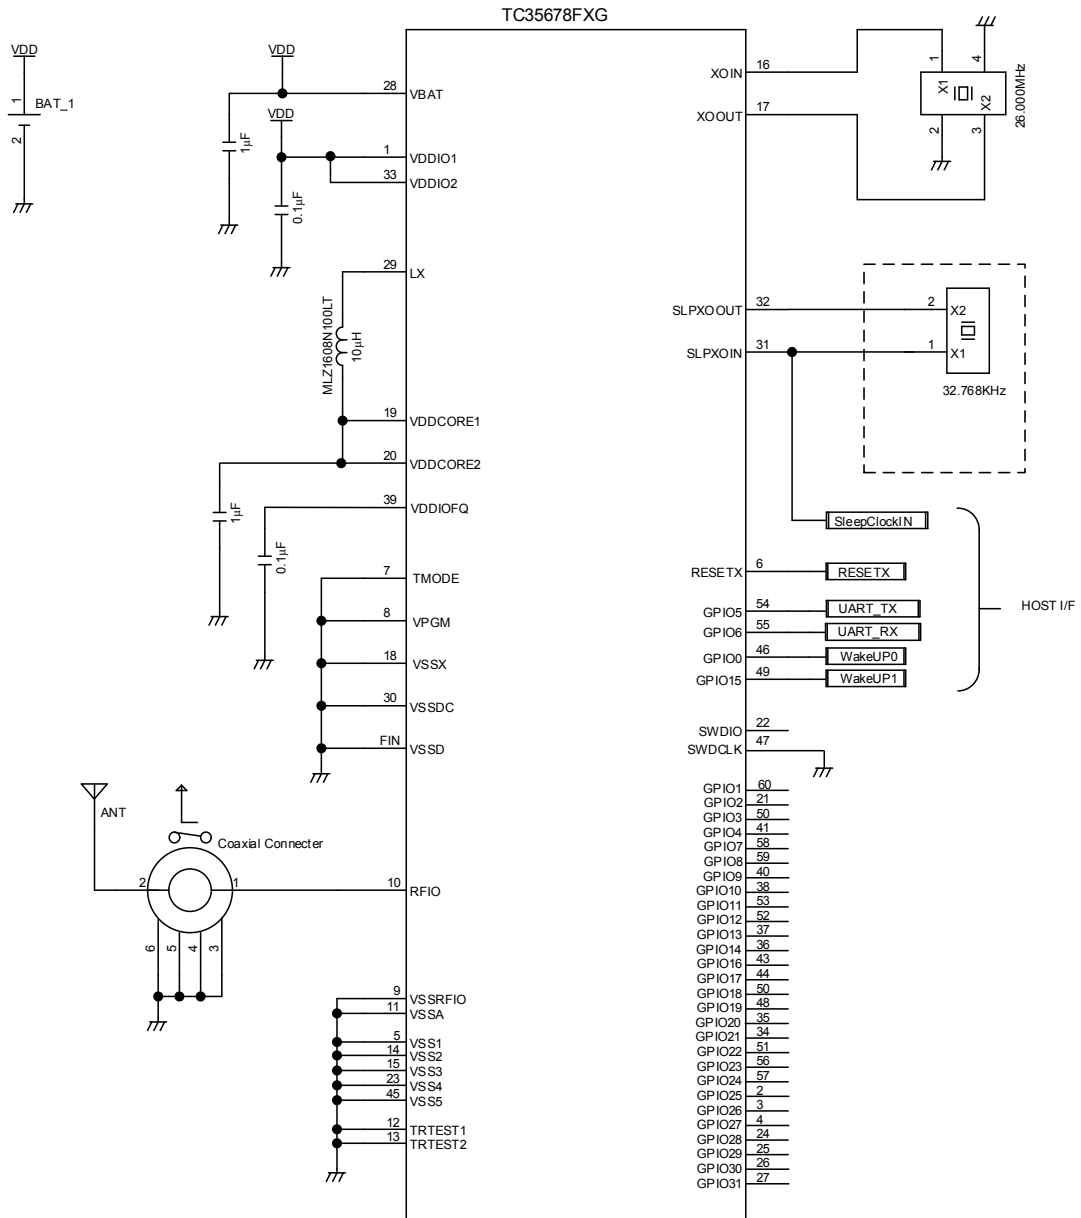 TC35678FXG
VDD
1
BAT_1
2
VDD
28
VBAT
1µF
VDD
1
VDDIO1
33
VDDIO2
0.1µF
29
LX
MLZ1608N100LT
10µH
19
VDDCORE1
20
VDDCORE2
1µF
39
VDDIOFQ
0.1µF
7
TMODE
8
VPGM
18
VSSX
30
VSSDC
FIN
VSSD
ANT
Coaxial Connecter
2
1
10
RFIO
6
5
4
3
9
VSSRFIO
11
VSSA
5
VSS1
14
VSS2
15
VSS3
23
VSS4
45
VSS5
12
TRTEST1
13
TRTEST2
XOIN
16
XOOUT
17
1
4
X1
X2
2
3
26.000MHz
SLPXOOUT
32
2
X2
SLPXOIN
31
1
X1
32.768KHz
SleepClockIN
RESETX
6
RESETX
GPIO5
54
UART_TX
GPIO6
55
UART_RX
GPIO0
46
WakeUP0
GPIO15
49
WakeUP1
HOST I/F
SWDIO
22
SWDCLK
47
GPIO1
60
GPIO2
21
GPIO3
50
GPIO4
41
GPIO7
58
GPIO8
59
GPIO9
40
GPIO10
38
GPIO11
53
GPIO12
52
GPIO13
37
GPIO14
36
GPIO16
43
GPIO17
44
GPIO18
50
GPIO19
48
GPIO20
35
GPIO21
34
GPIO22
51
GPIO23
56
GPIO24
57
GPIO25
2
GPIO26
3
GPIO27
4
GPIO28
24
GPIO29
25
GPIO30
26
GPIO31
27